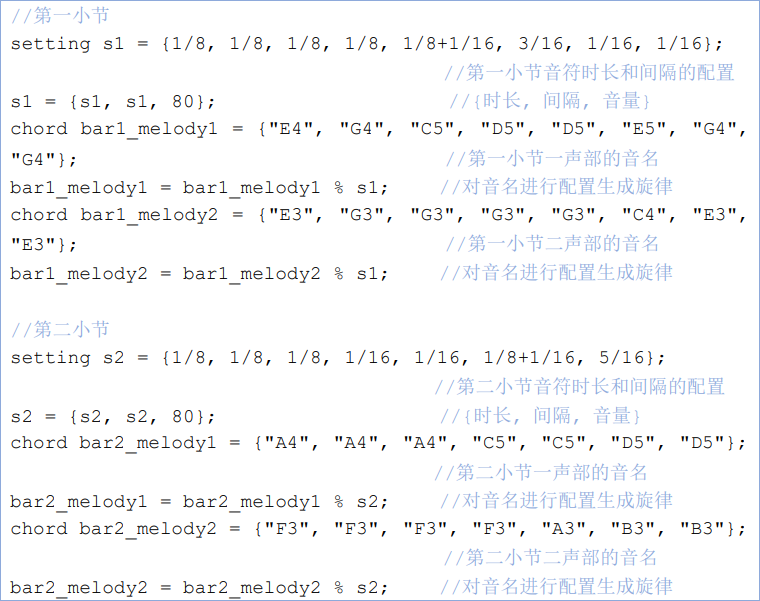 //第一小节
setting s1 = {1/8, 1/8, 1/8, 1/8, 1/8+1/16, 3/16, 1/16, 1/16};
//第一小节音符时长和间隔的配置
s1 = {s1, s1, 80}; //{时长, 间隔, 音量}
chord bar1_melody1 = {"E4", "G4", "C5", "D5", "D5", "E5", "G4",
"G4"}; //第一小节一声部的音名
bar1_melody1 = bar1_melody1 % s1; //对音名进行配置生成旋律
chord bar1_melody2 = {"E3", "G3", "G3", "G3", "G3", "C4", "E3",
"E3"}; //第一小节二声部的音名
bar1_melody2 = bar1_melody2 % s1; //对音名进行配置生成旋律
//第二小节
setting s2 = {1/8, 1/8, 1/8, 1/16, 1/16, 1/8+1/16, 5/16};
//第二小节音符时长和间隔的配置
s2 = {s2, s2, 80}; //{时长, 间隔, 音量}
chord bar2_melody1 = {"A4", "A4", "A4", "C5", "C5", "D5", "D5"};
//第二小节一声部的音名
bar2_melody1 = bar2_melody1 % s2; //对音名进行配置生成旋律
chord bar2_melody2 = {"F3", "F3", "F3", "F3", "A3", "B3", "B3"};
//第二小节二声部的音名
bar2_melody2 = bar2_melody2 % s2; //对音名进行配置生成旋律